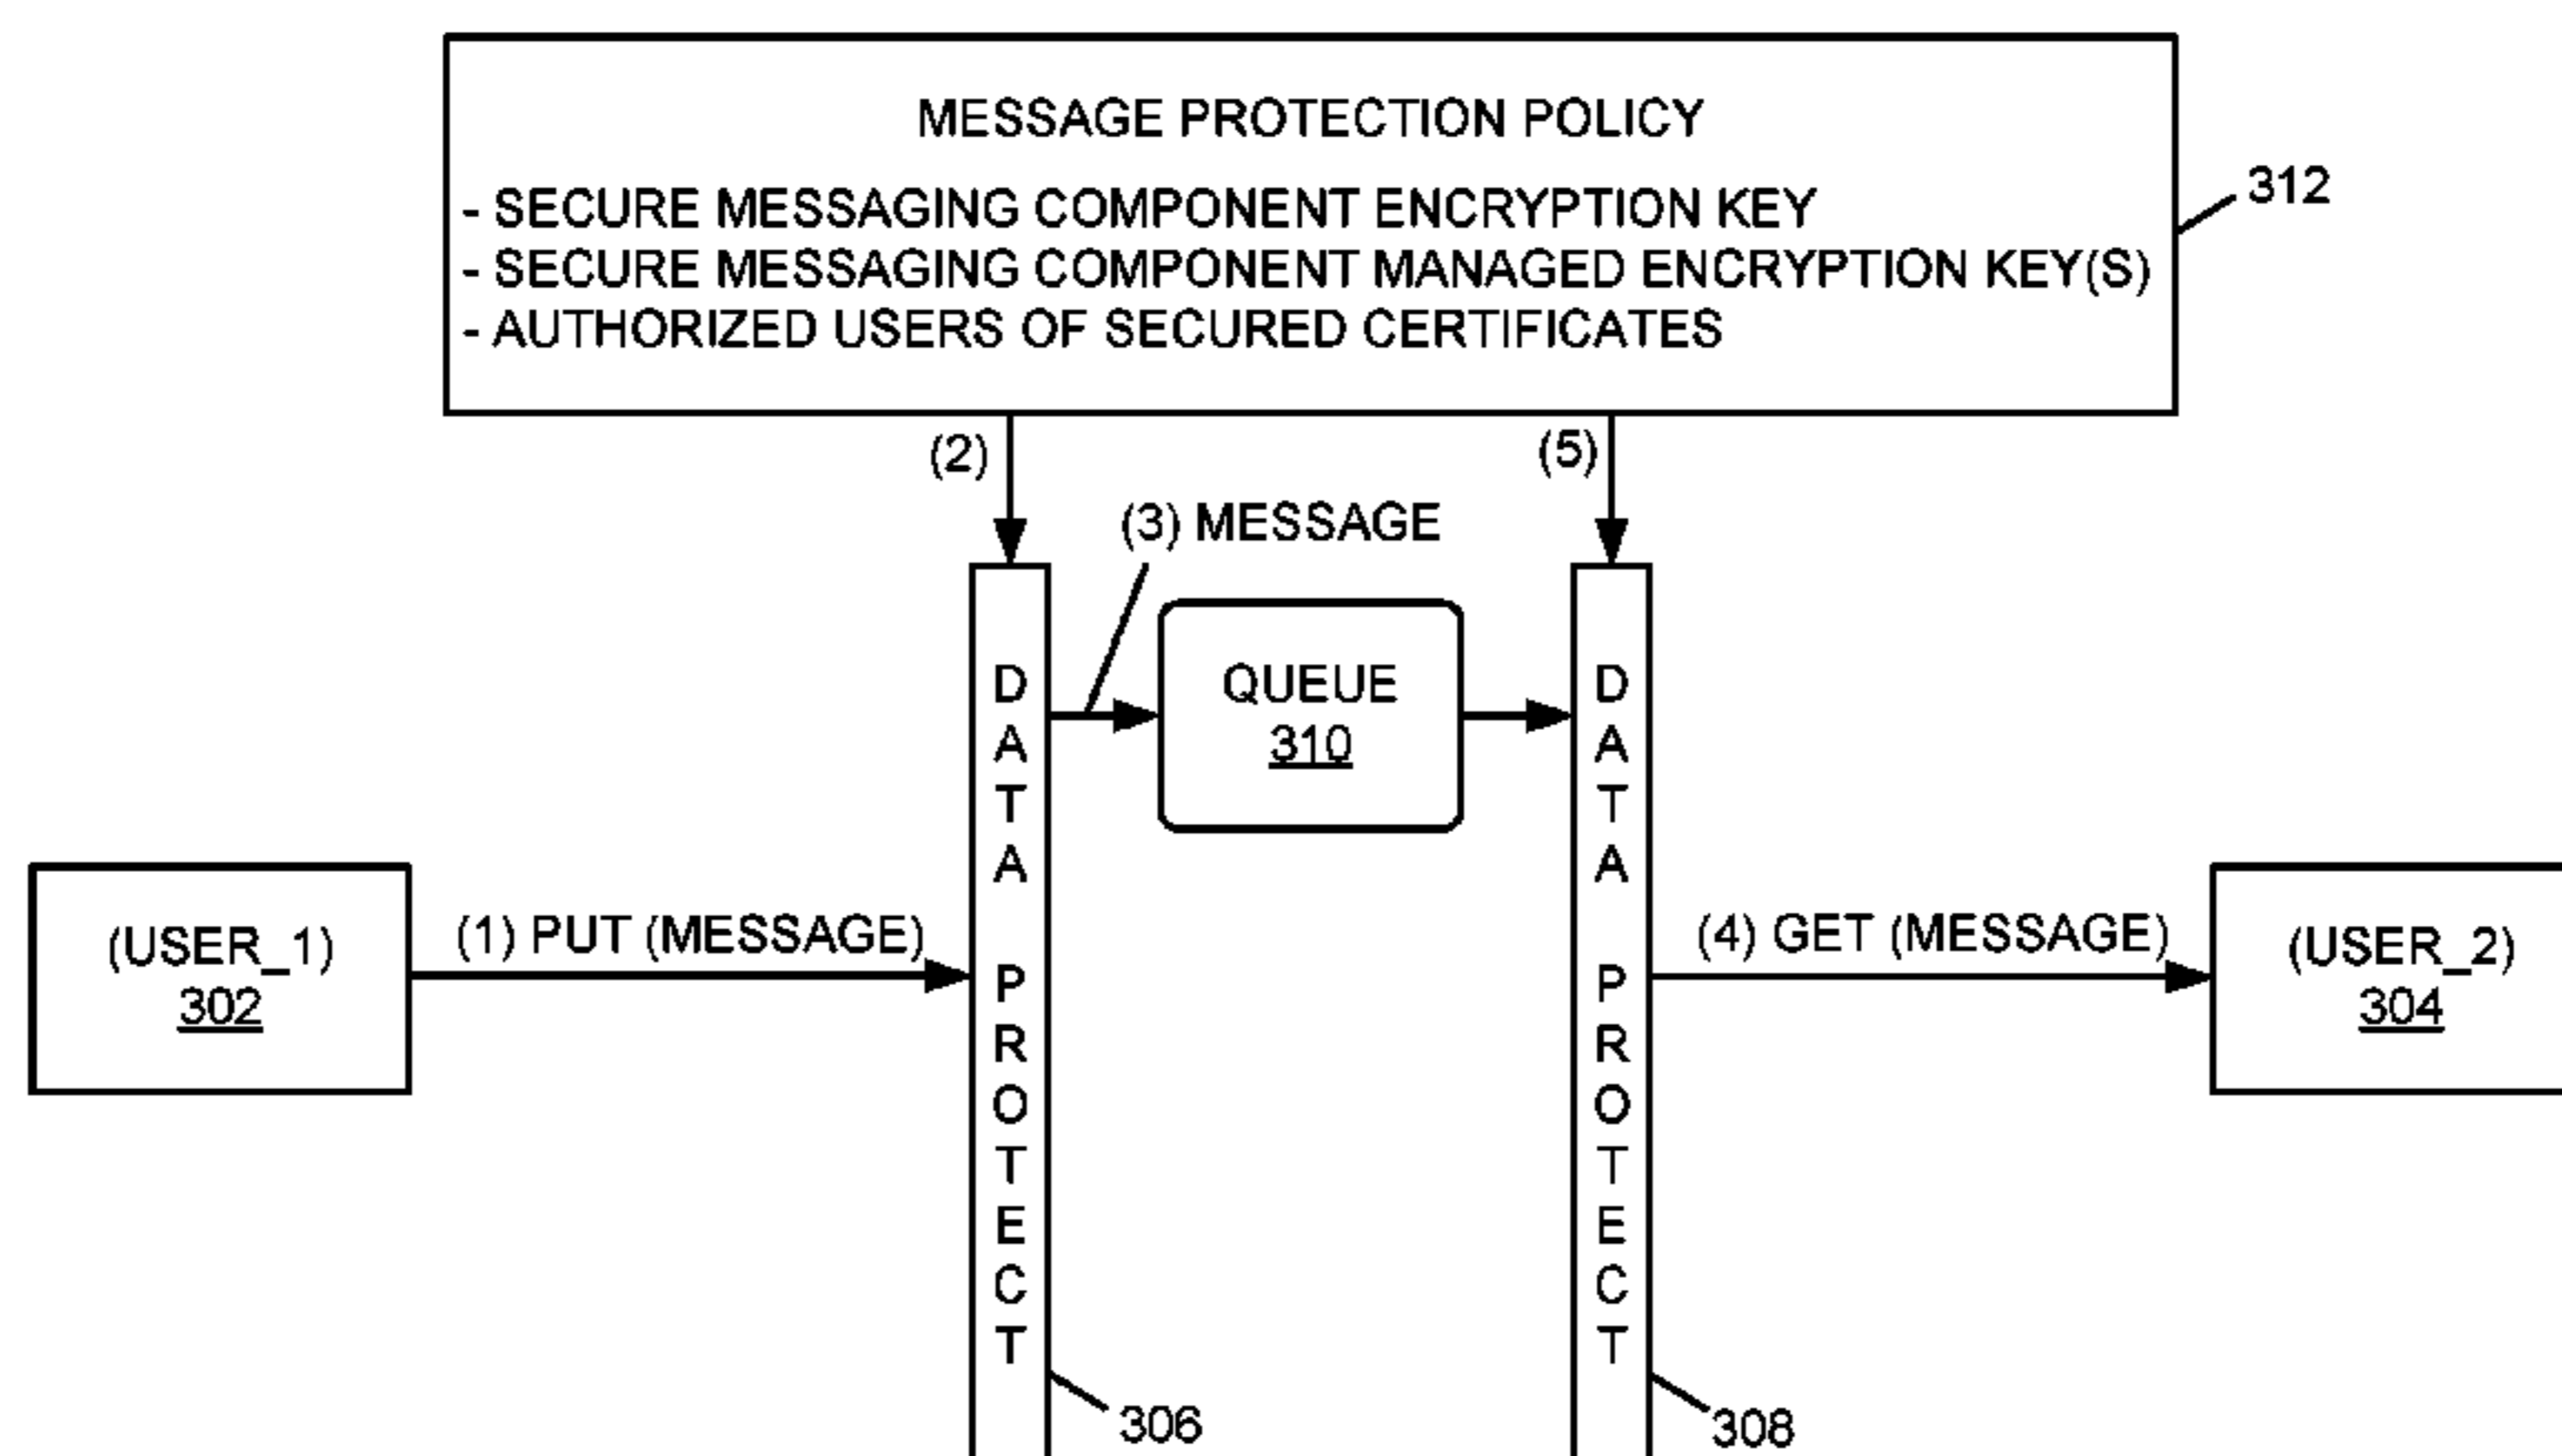 MESSAGE PROTECTION POLICY
- SECURE MESSAGING COMPONENT ENCRYPTION KEY
- SECURE MESSAGING COMPONENT MANAGED ENCRYPTION KEY(S)
- AUTHORIZED USERS OF SECURED CERTIFICATES
312
(2)
(5)
(3) MESSAGE
DATA PROTECT
QUEUE
310
DATA PROTECT
(USER_1)
302
(1) PUT (MESSAGE)
(4) GET (MESSAGE)
(USER_2)
304
306
308